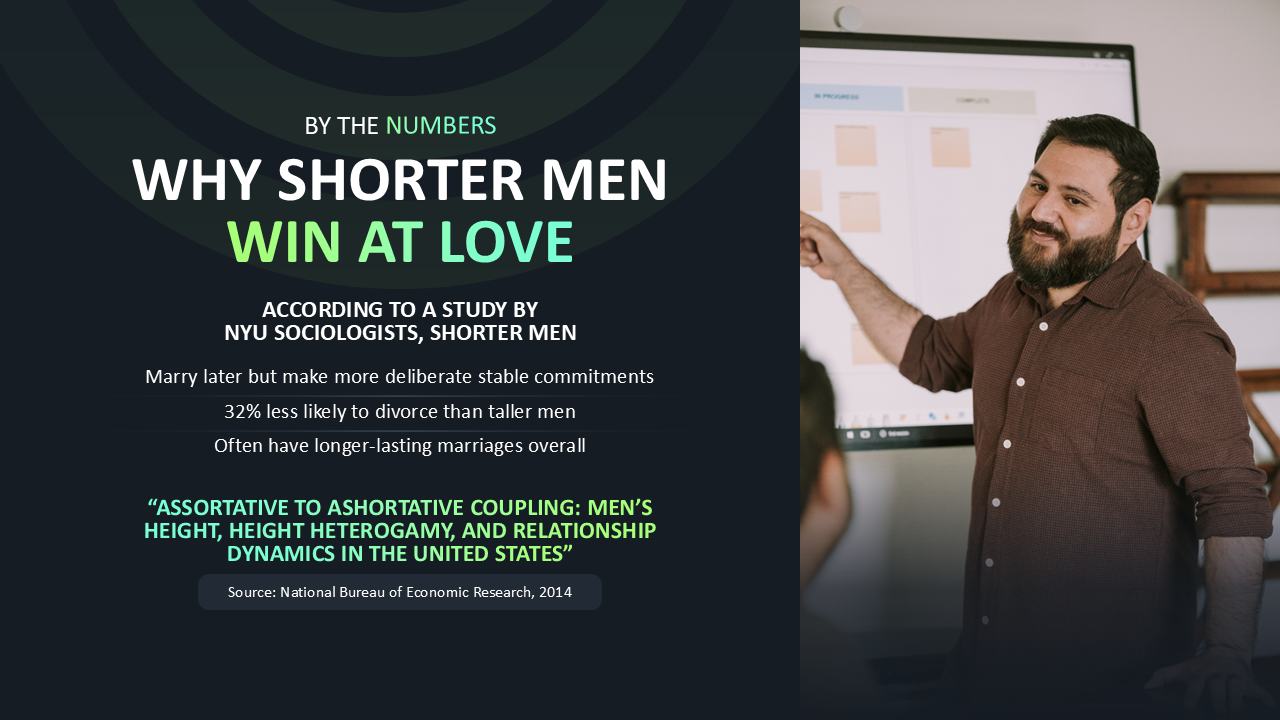 BY THE NUMBERS
WHY SHORTER MEN
WIN AT LOVE
ACCORDING TO A STUDY BY
NYU SOCIOLOGISTS, SHORTER MEN
Marry later but make more deliberate stable commitments
32% less likely to divorce than taller men
Often have longer-lasting marriages overall
“ASSORTATIVE TO ASHORTATIVE COUPLING: MEN’S
HEIGHT, HEIGHT HETEROGAMY, AND RELATIONSHIP
DYNAMICS IN THE UNITED STATES”
Source: National Bureau of Economic Research, 2014
IN PROGRESS
COMPLETE